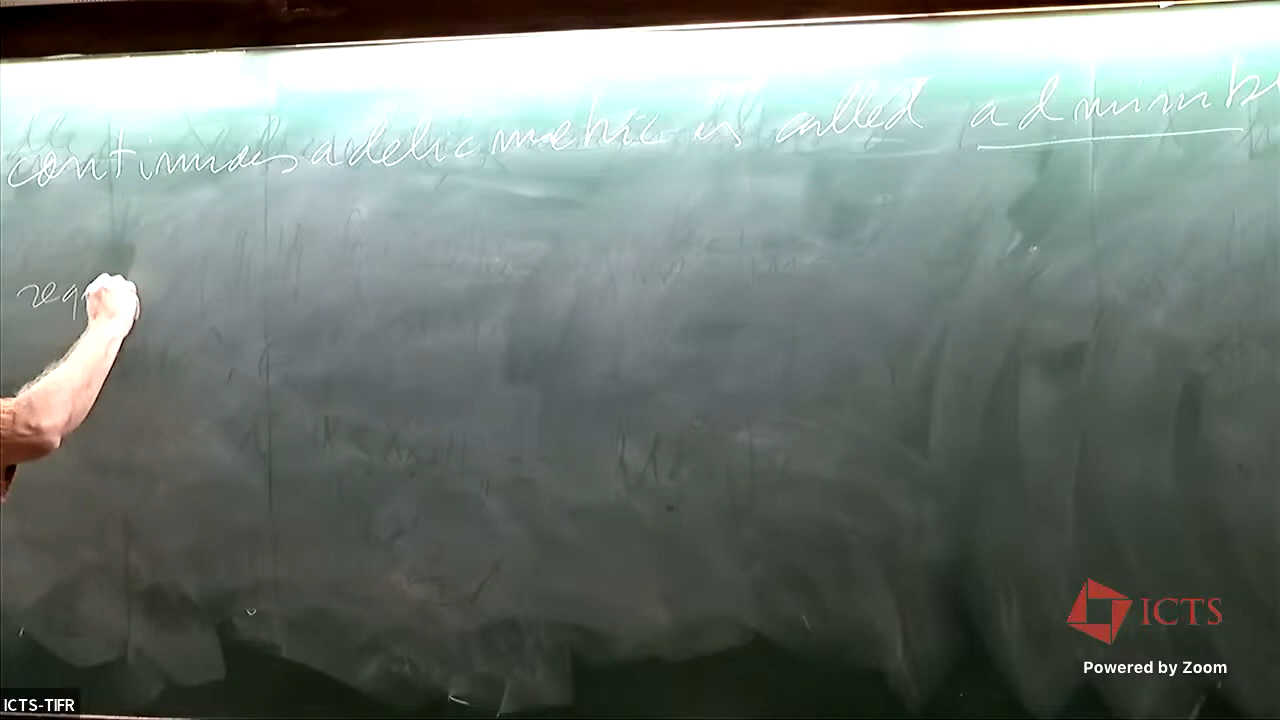 continuous adelic metric is called admissib
req
ICTS
Powered by Zoom
ICTS-TIFR